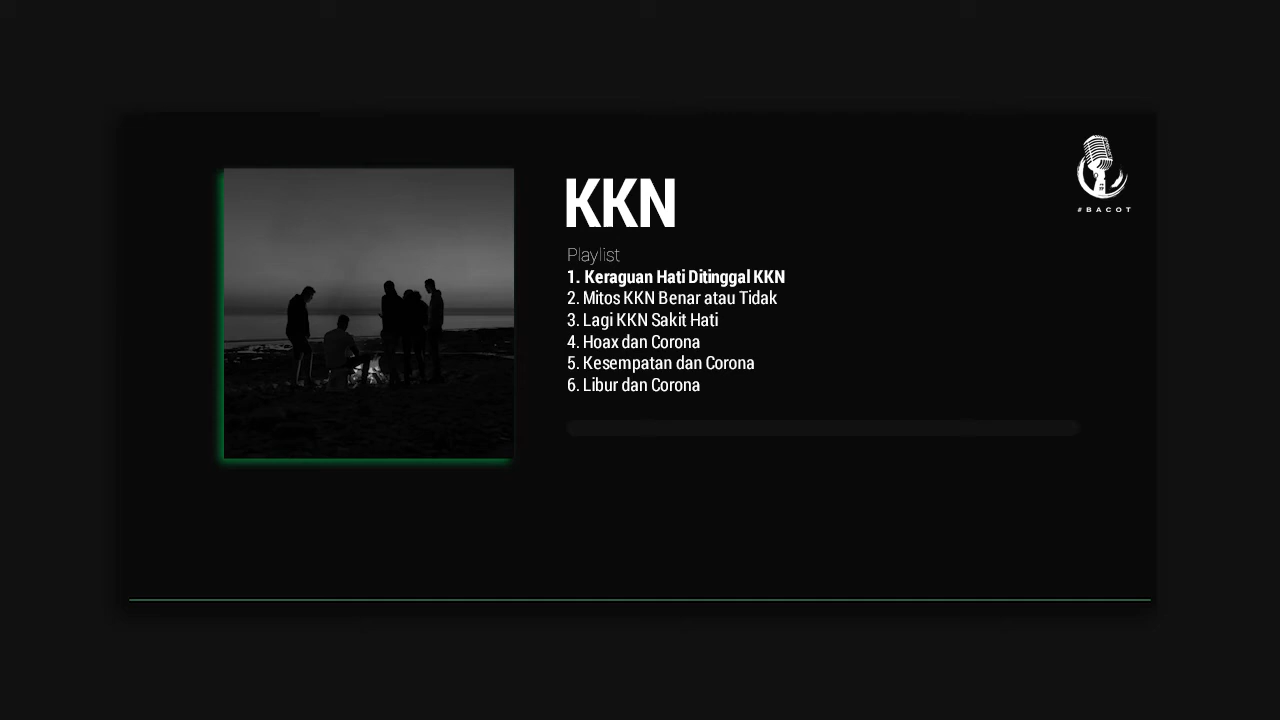 KKN
Playlist
1. Keraguan Hati Ditinggal KKN
2. Mitos KKN Benar atau Tidak
3. Lagi KKN Sakit Hati
4. Hoax dan Corona
5. Kesempatan dan Corona
6. Libur dan Corona
#BACOT